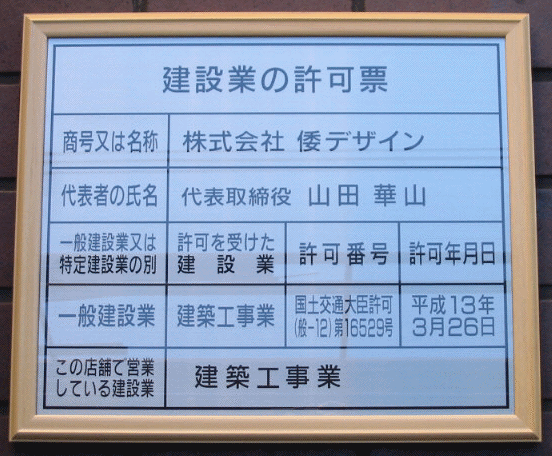 建設業の許可票
商号又は名称 株式会社 倭デザイン
代表者の氏名 代表取締役 山田 華山
一般建設業又は
特定建設業の別
許可を受けた
建設業
許可番号
許可年月日
一般建設業
建築工事業
国土交通大臣許可
(般-12)第16529号
平成13年
3月26日
この店舗で営業
している建設業
建築工事業